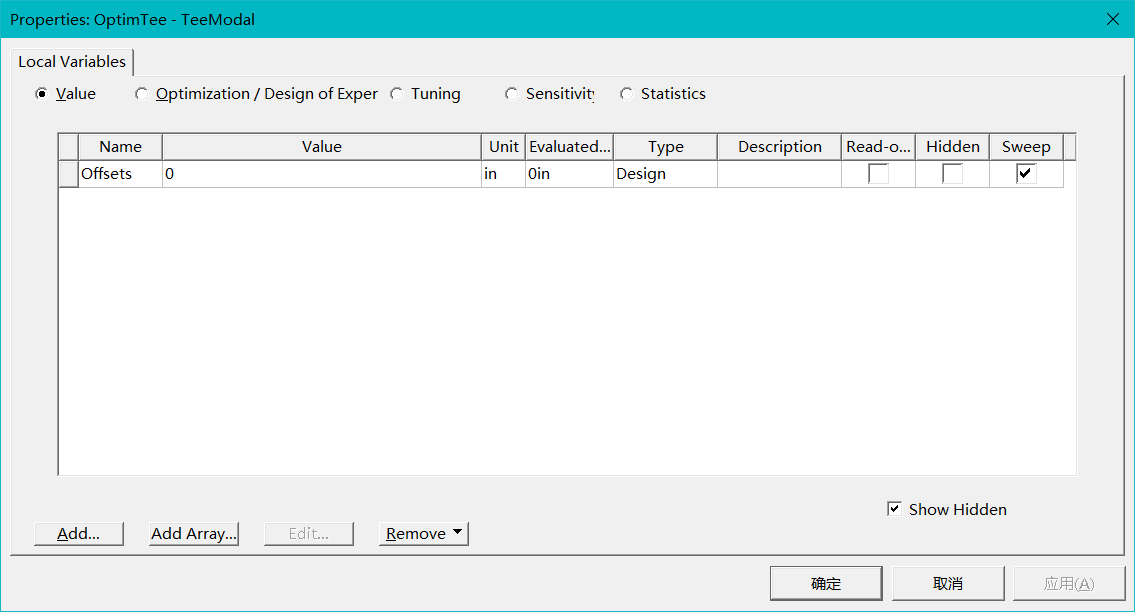 Properties: OptimTee - TeeModal
Local Variables
Value Optimization / Design of Exper Tuning Sensitivity Statistics
Name Value Unit Evaluated... Type Description Read-o... Hidden Sweep
Offsets 0 in 0in Design
Show Hidden
Add... Add Array... Edit... Remove
确定 取消 应用(A)